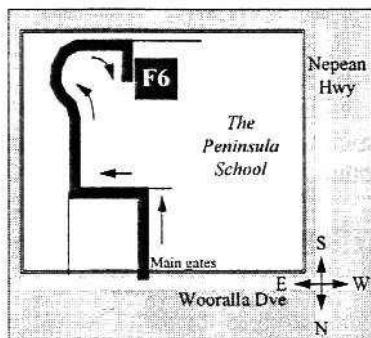 F6
Nepean
Hwy
The
Peninsula
School
Main gates
S
E W
Wooralla Dve
N